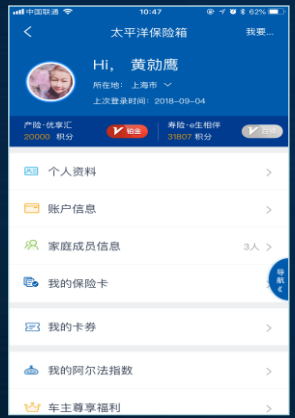 中国联通 10:47 62%
太平洋保险箱 我要...
Hi, 黄勍鹰
所在地: 上海市
上次登录时间: 2018-09-04
产险·优享汇 寿险·e生相伴
20000 积分 铂金 31807 积分
个人资料
账户信息
家庭成员信息 3人
我的保险卡
导航
我的卡券
我的阿尔法指数
车主尊享福利